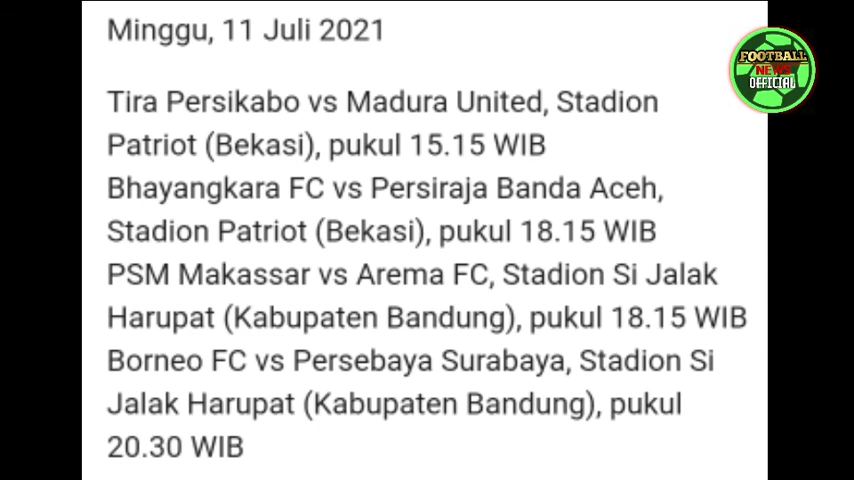 Minggu, 11 Juli 2021
Tira Persikabo vs Madura United, Stadion
Patriot (Bekasi), pukul 15.15 WIB
Bhayangkara FC vs Persiraja Banda Aceh,
Stadion Patriot (Bekasi), pukul 18.15 WIB
PSM Makassar vs Arema FC, Stadion Si Jalak
Harupat (Kabupaten Bandung), pukul 18.15 WIB
Borneo FC vs Persebaya Surabaya, Stadion Si
Jalak Harupat (Kabupaten Bandung), pukul
20.30 WIB
FOOTBALL
NEWS
OFFICIAL